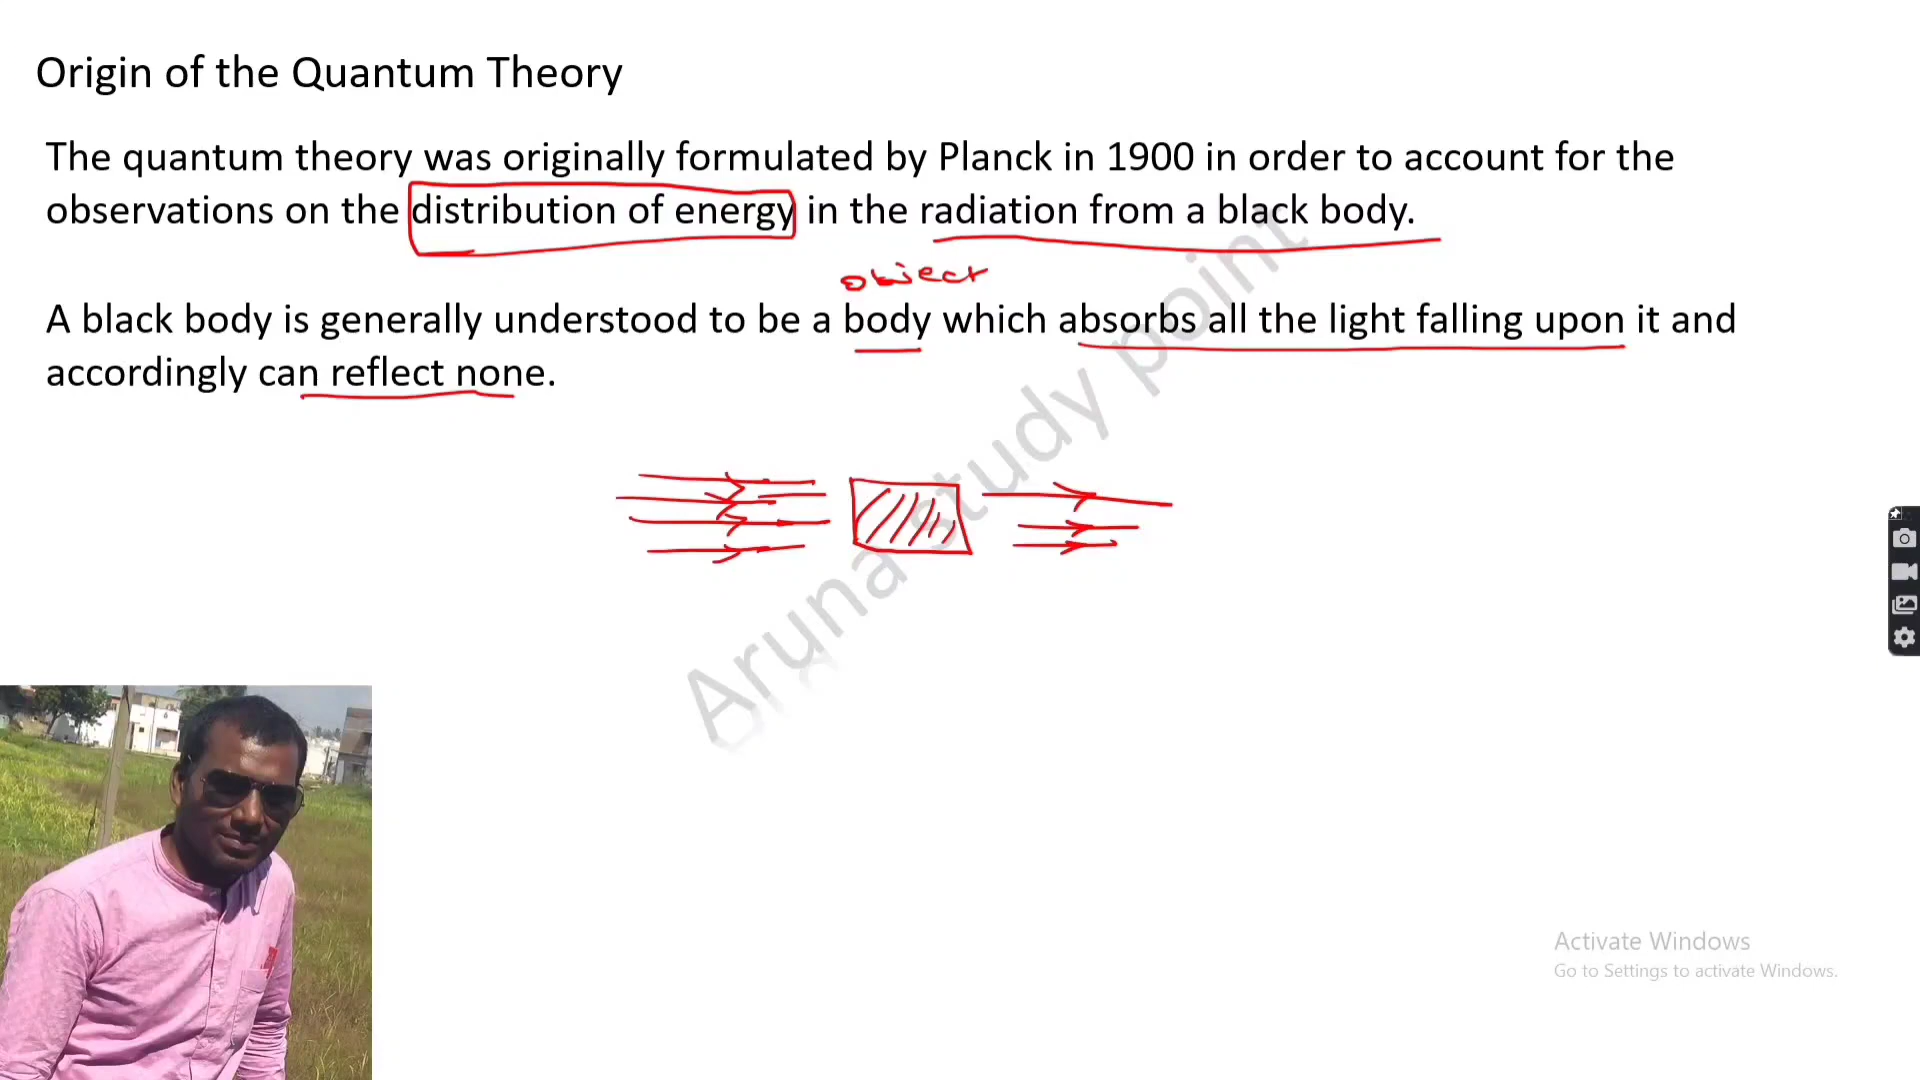 Origin of the Quantum Theory
The quantum theory was originally formulated by Planck in 1900 in order to account for the
observations on the distribution of energy in the radiation from a black body.
object
A black body is generally understood to be a body which absorbs all the light falling upon it and
accordingly can reflect none.
Aruna study point
Activate Windows
Go to Settings to activate Windows.